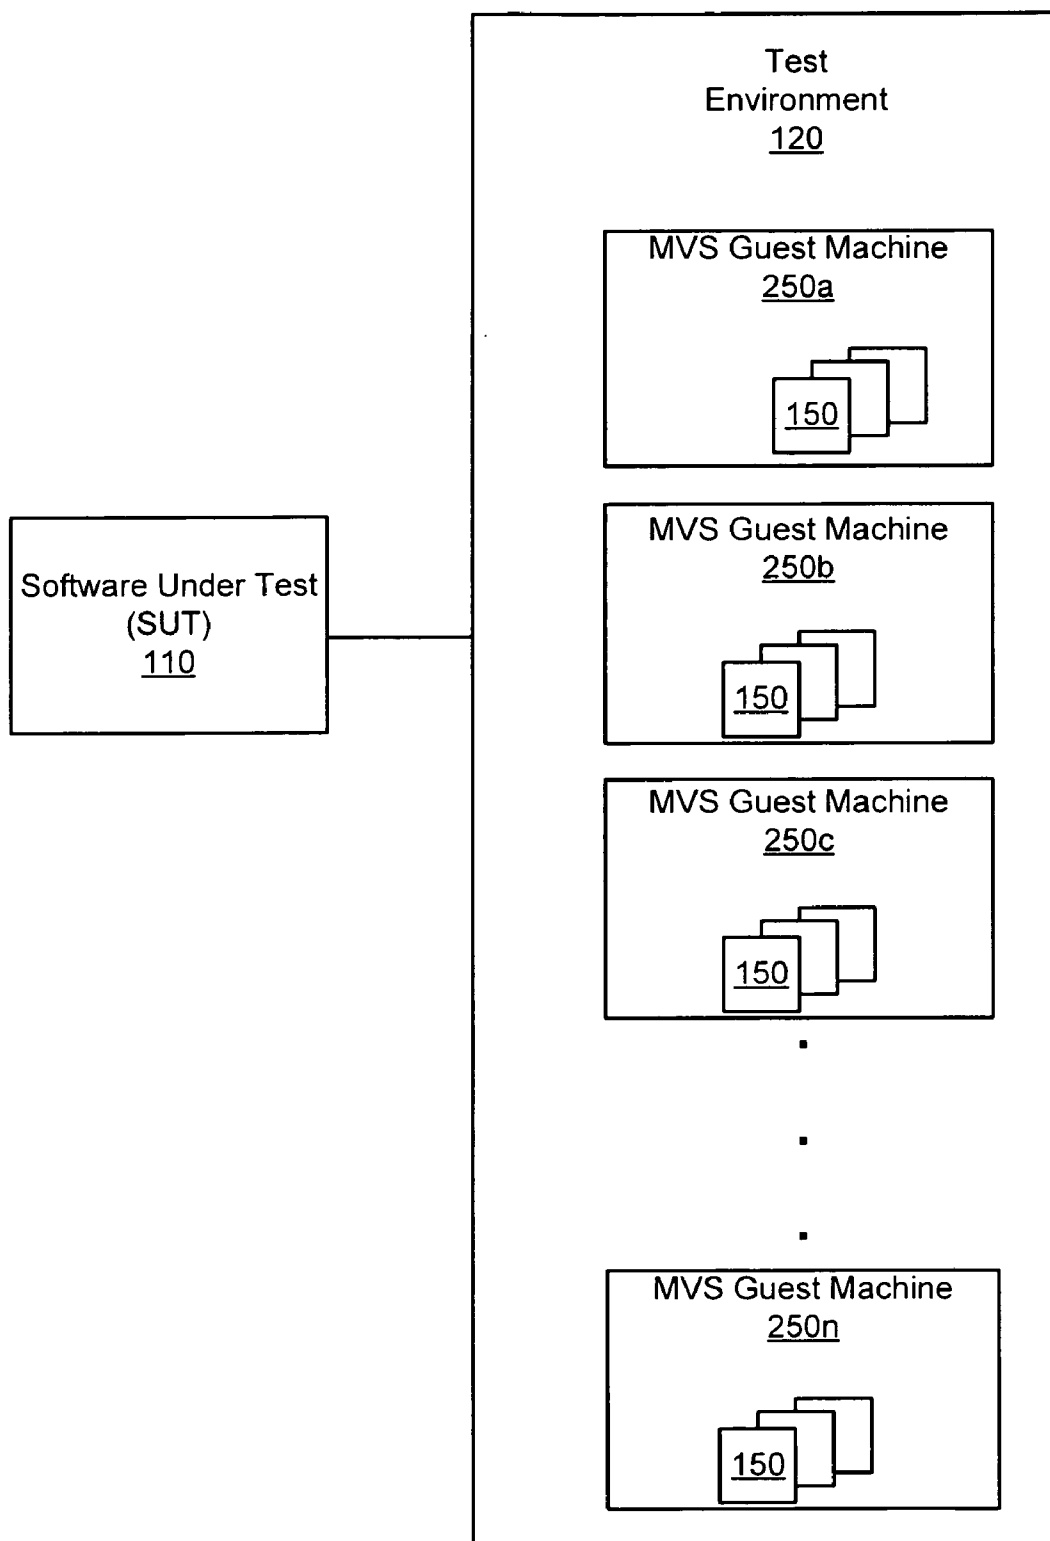 Test
Environment
120
MVS Guest Machine
250a
150
MVS Guest Machine
250b
150
Software Under Test
(SUT)
110
MVS Guest Machine
250c
150
MVS Guest Machine
250n
150